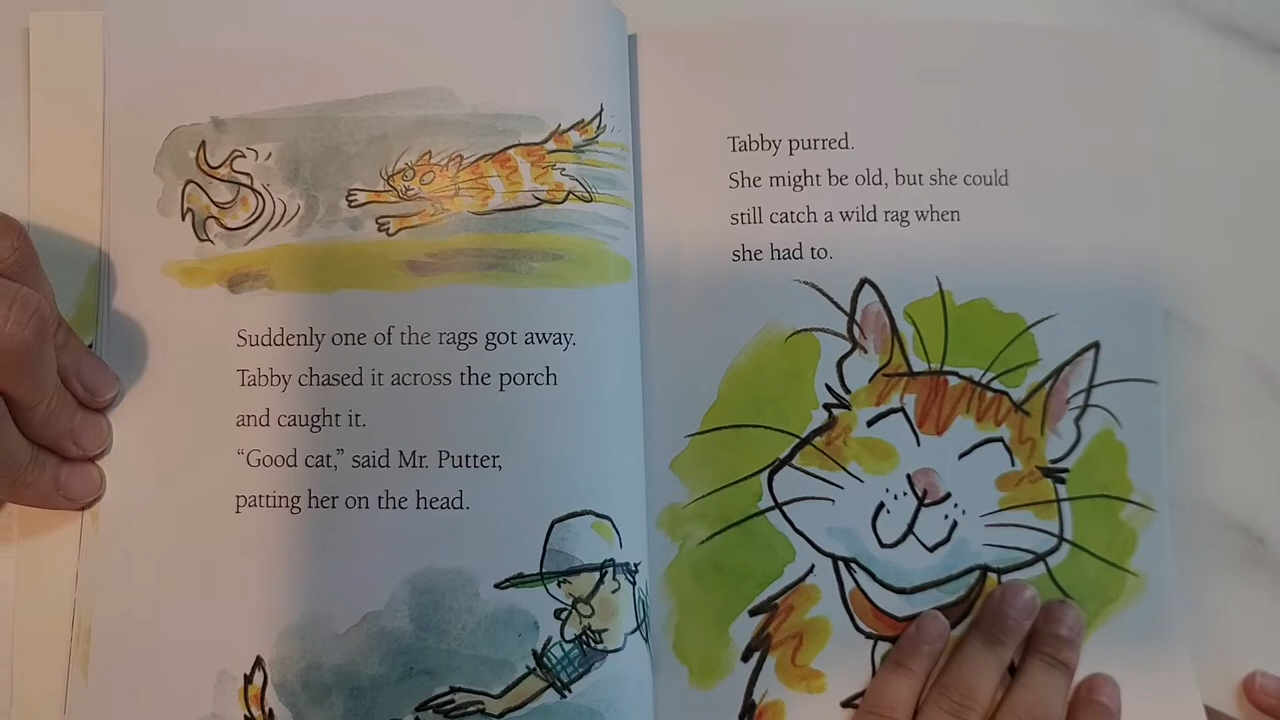 Suddenly one of the rags got away.
Tabby chased it across the porch
and caught it.
“Good cat,” said Mr. Putter,
patting her on the head.
Tabby purred.
She might be old, but she could
still catch a wild rag when
she had to.